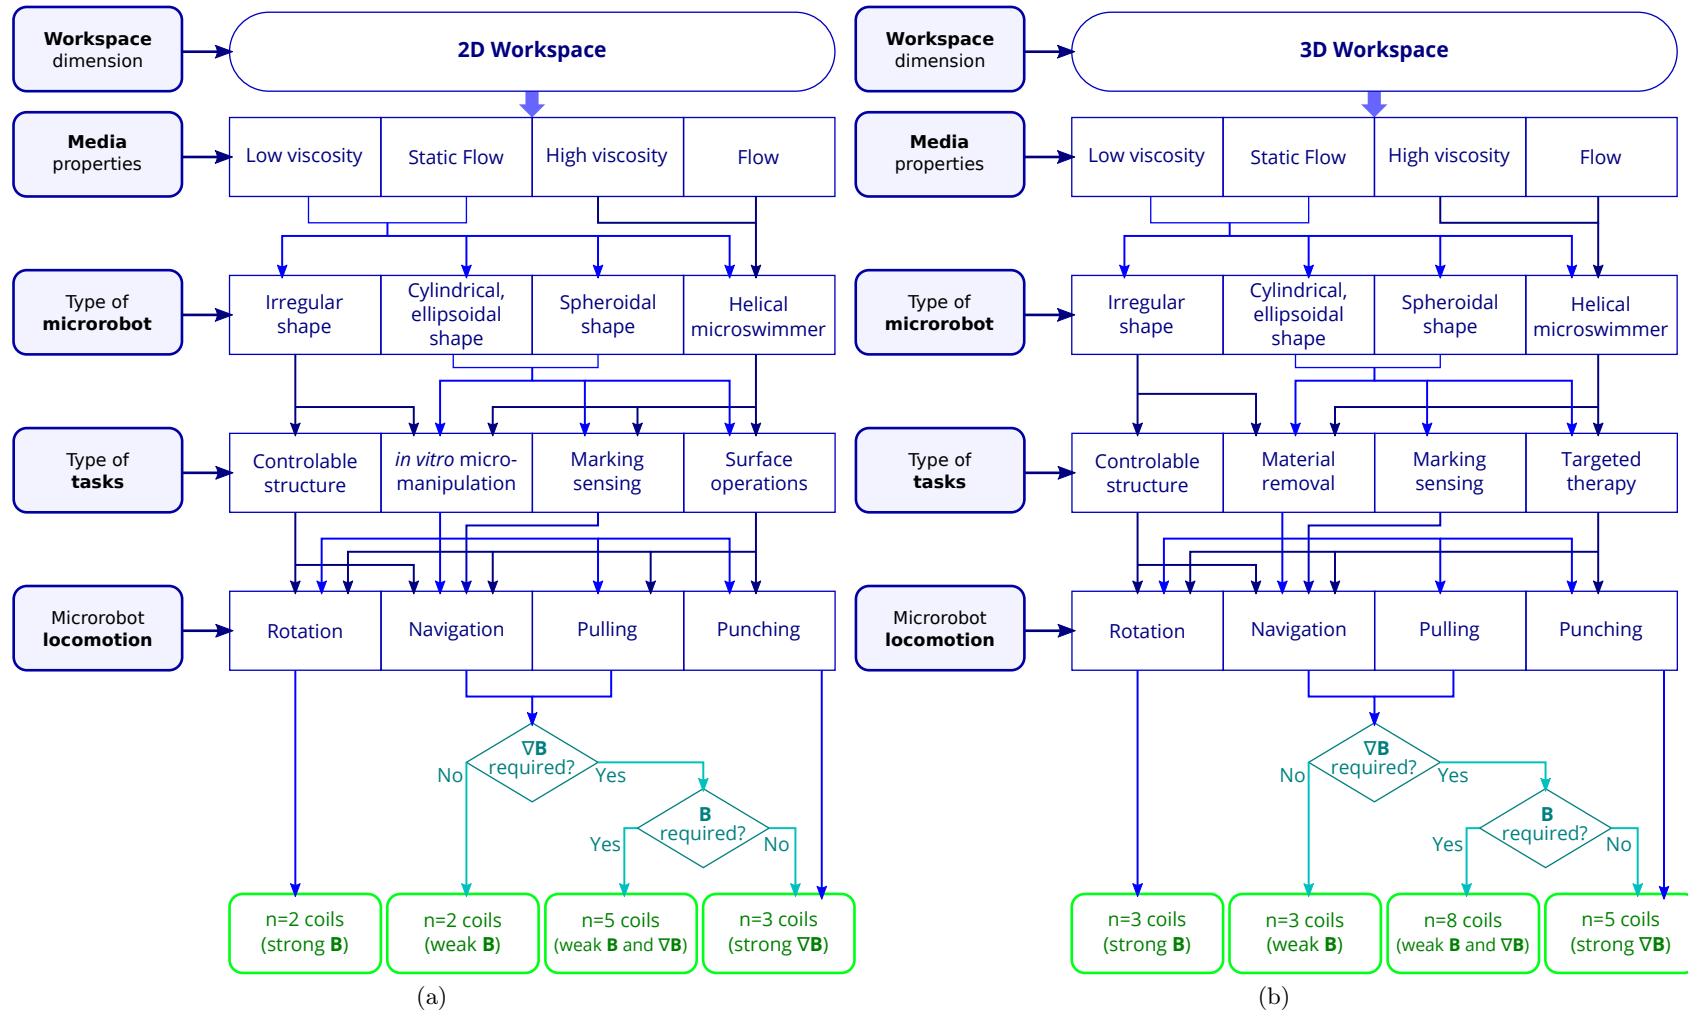 Workspace
dimension
2D Workspace
Media
properties
Low viscosity
Static Flow
High viscosity
Flow
Type of
microrobot
Irregular
shape
Cylindrical,
ellipsoidal
shape
Spheroidal
shape
Helical
microswimmer
Type of
tasks
Controlable
structure
in vitro micro-
manipulation
Marking
sensing
Surface
operations
Microrobot
locomotion
Rotation
Navigation
Pulling
Punching
∇B
required?
No
Yes
B
required?
Yes
No
n=2 coils
(strong B)
n=2 coils
(weak B)
n=5 coils
(weak B and ∇B)
n=3 coils
(strong ∇B)
(a)
Workspace
dimension
3D Workspace
Media
properties
Low viscosity
Static Flow
High viscosity
Flow
Type of
microrobot
Irregular
shape
Cylindrical,
ellipsoidal
shape
Spheroidal
shape
Helical
microswimmer
Type of
tasks
Controlable
structure
Material
removal
Marking
sensing
Targeted
therapy
Microrobot
locomotion
Rotation
Navigation
Pulling
Punching
∇B
required?
No
Yes
B
required?
Yes
No
n=3 coils
(strong B)
n=3 coils
(weak B)
n=8 coils
(weak B and ∇B)
n=5 coils
(strong ∇B)
(b)